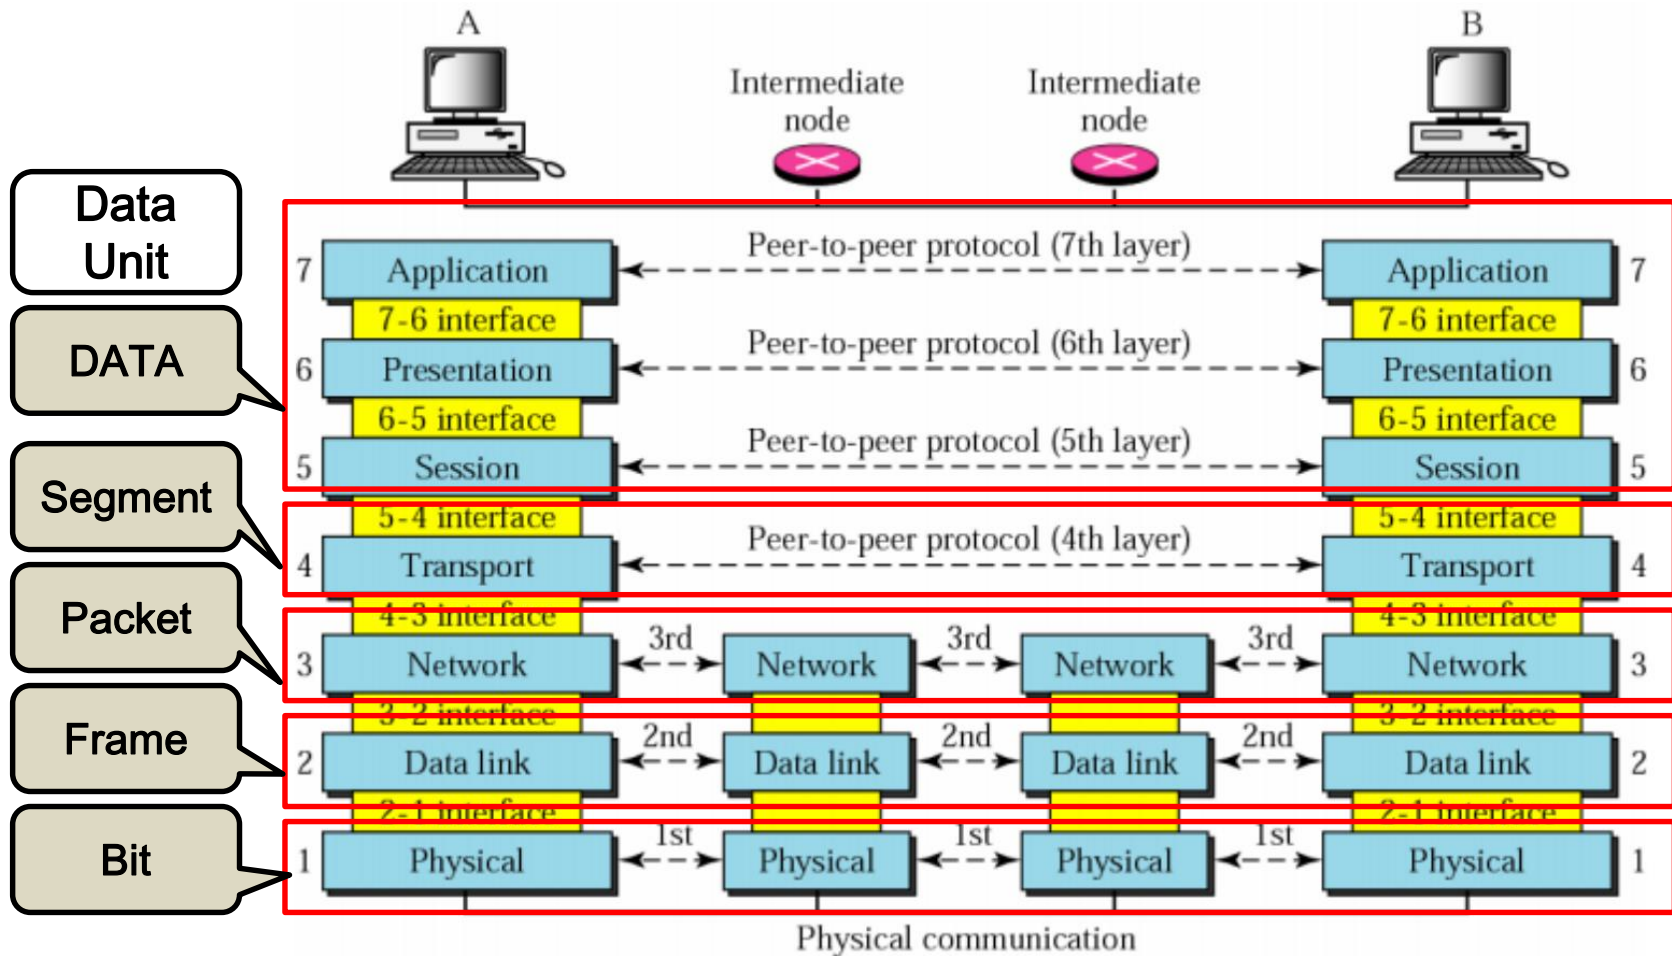 A
B
Intermediate
node
Intermediate
node
Data
Unit
DATA
Segment
Packet
Frame
Bit
7 Application Peer-to-peer protocol (7th layer) Application 7
7-6 interface 7-6 interface
6 Presentation Peer-to-peer protocol (6th layer) Presentation 6
6-5 interface 6-5 interface
5 Session Peer-to-peer protocol (5th layer) Session 5
5-4 interface 5-4 interface
4 Transport Peer-to-peer protocol (4th layer) Transport 4
4-3 interface 4-3 interface
3 Network 3rd Network 3rd Network 3rd Network 3
3-2 interface 3-2 interface
2 Data link 2nd Data link 2nd Data link 2nd Data link 2
2-1 interface 2-1 interface
1 Physical 1st Physical 1st Physical 1st Physical 1
Physical communication